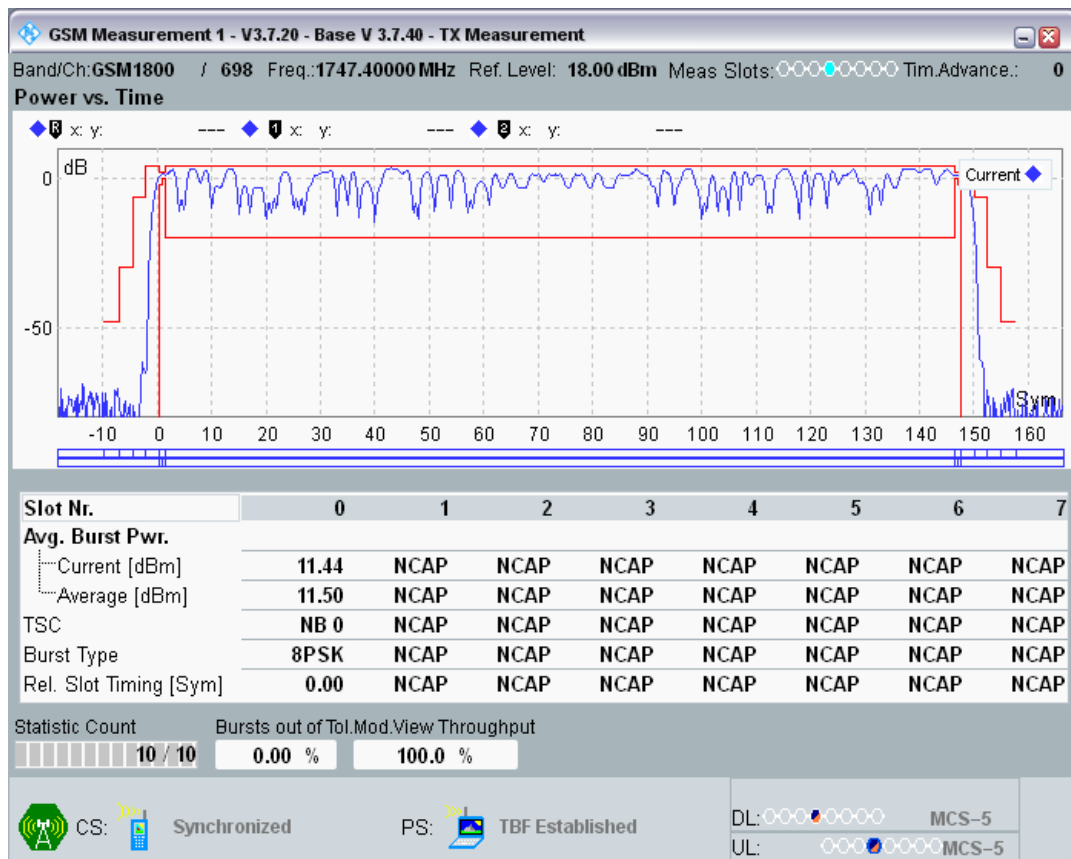 GSM Measurement 1 - V3.7.20 - Base V 3.7.40 - TX Measurement
Band/Ch:GSM1800 / 698 Freq.:1747.40000 MHz Ref. Level: 18.00 dBm Meas Slots: Tim.Advance.: 0
Power vs. Time
R x: y: --- 1 x: y: --- 2 x: y: ---
dB
0
Current
-50
Sym
-10 0 10 20 30 40 50 60 70 80 90 100 110 120 130 140 150 160
Slot Nr. 0 1 2 3 4 5 6 7
Avg. Burst Pwr.
Current [dBm] 11.44 NCAP NCAP NCAP NCAP NCAP NCAP NCAP
Average [dBm] 11.50 NCAP NCAP NCAP NCAP NCAP NCAP NCAP
TSC NB 0 NCAP NCAP NCAP NCAP NCAP NCAP NCAP
Burst Type 8PSK NCAP NCAP NCAP NCAP NCAP NCAP NCAP
Rel. Slot Timing [Sym] 0.00 NCAP NCAP NCAP NCAP NCAP NCAP NCAP
Statistic Count Bursts out of Tol.Mod.View Throughput
10 / 10 0.00 % 100.0 %
CS: Synchronized PS: TBF Established
DL: MCS-5
UL: MCS-5